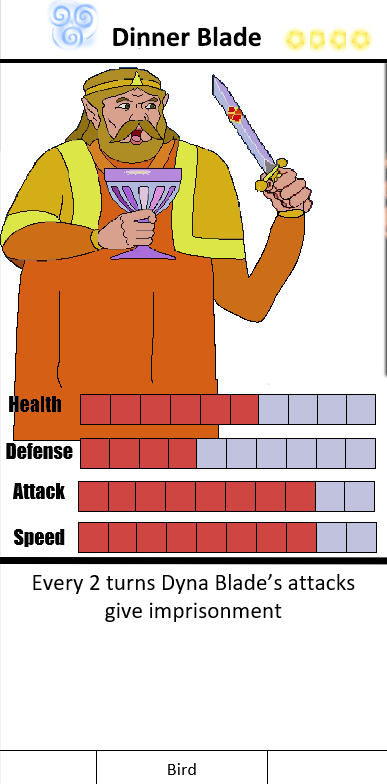 Dinner Blade
Health
Defense
Attack
Speed
Every 2 turns Dyna Blade's attacks
give imprisonment
Bird